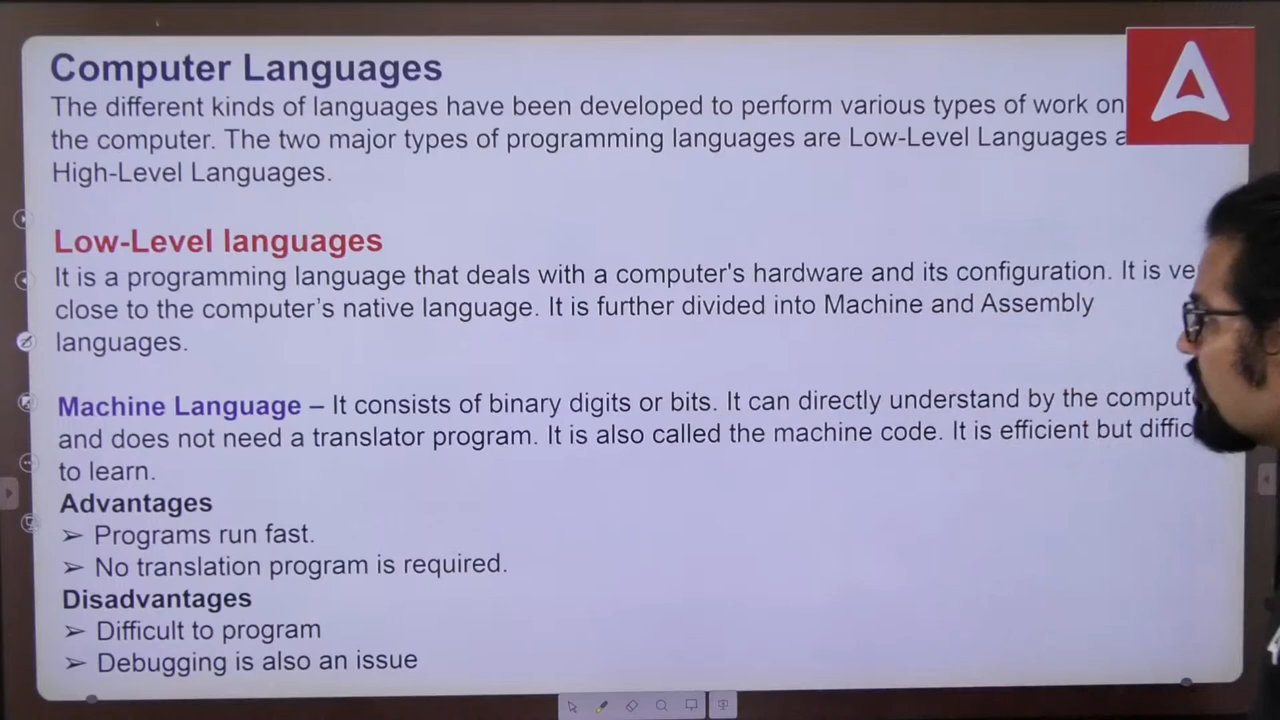 Computer Languages
The different kinds of languages have been developed to perform various types of work on
the computer. The two major types of programming languages are Low-Level Languages
High-Level Languages.
Low-Level languages
It is a programming language that deals with a computer's hardware and its configuration. It is
close to the computer's native language. It is further divided into Machine and Assembly
languages.
Machine Language – It consists of binary digits or bits. It can directly understand by the
and does not need a translator program. It is also called the machine code. It is efficient but
to learn.
Advantages
➢ Programs run fast.
➢ No translation program is required.
Disadvantages
➢ Difficult to program
➢ Debugging is also an issue